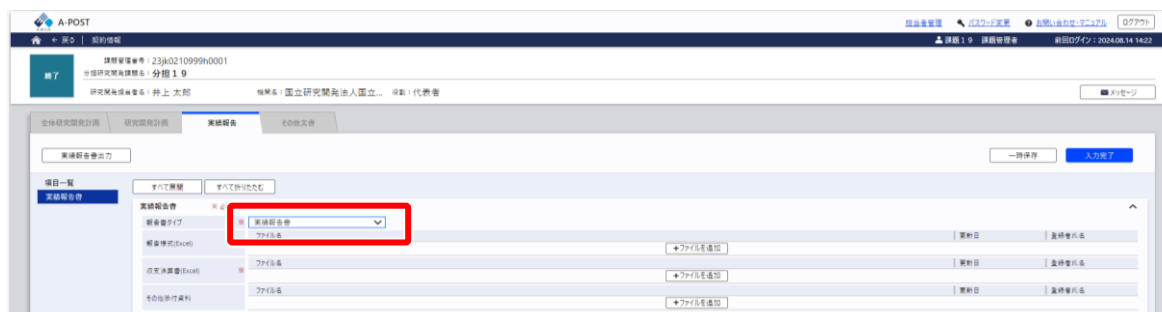 A-POST
担当者管理 パスワード変更 お問い合わせ・マニュアル ログアウト
戻る | 契約情報 課題19 課題管理者 前回ログイン:2024.08.14 14:22
終了
課題管理番号:23jk0210999h0001
分担研究開発課題名:分担19
研究開発担当者名:井上 太郎 機関名:国立研究開発法人国立... 役割:代表者 メッセージ
全体研究開発計画 研究開発計画 実績報告 その他文書
実績報告書出力 一時保存 入力完了
項目一覧 すべて展開 すべて折りたたむ
実績報告書
実績報告書 ※必
報告書タイプ ※ 実績報告書
ファイル名 更新日 登録者氏名
報告様式(Excel) +ファイルを追加
ファイル名 更新日 登録者氏名
収支決算書(Excel) ※ +ファイルを追加
ファイル名 更新日 登録者氏名
その他添付資料 +ファイルを追加